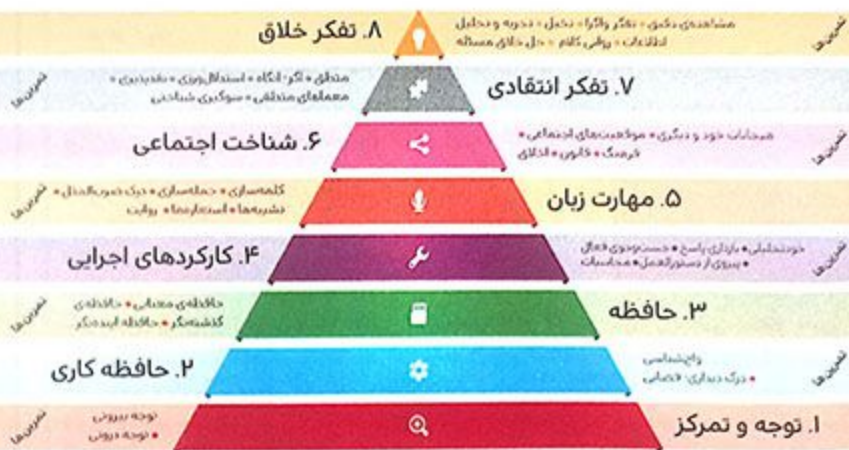 ۸. تفکر خلاق
مشاهده‌ی دقیق • تفکر واگرا • تخیل • تجزیه و تحلیل
اطلاعات • روانی کلام • حل خلاق مسئله
تمرین‌ها
۷. تفکر انتقادی
منطق • اگر-آنگاه • استدلال‌ورزی • نقدپذیری •
معماهای منطقی • سوگیری شناختی
تمرین‌ها
۶. شناخت اجتماعی
هیجانات خود و دیگری • موقعیت‌های اجتماعی •
فرهنگ • قانون • اخلاق
تمرین‌ها
۵. مهارت زبان
کلمه‌سازی • جمله‌سازی • درک ضرب‌المثل •
تشبیه‌ها • استعاره‌ها • روایت
تمرین‌ها
۴. کارکردهای اجرایی
خودتحلیلی • بازداری پاسخ • جست‌وجوی فعال
• پیروی از دستورالعمل • محاسبات
تمرین‌ها
۳. حافظه
حافظه‌ی معنایی • حافظه‌ی
گذشته‌نگر • حافظه آینده‌نگر
تمرین‌ها
۲. حافظه کاری
واج‌شناسی
• درک دیداری-فضایی
تمرین‌ها
۱. توجه و تمرکز
توجه بیرونی
• توجه درونی
تمرین‌ها